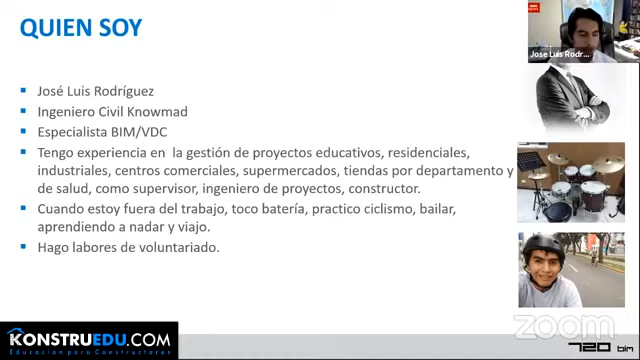 QUIEN SOY
José Luis Rodríguez
Ingeniero Civil Knowmad
Especialista BIM/VDC
Tengo experiencia en la gestión de proyectos educativos, residenciales,
industriales, centros comerciales, supermercados, tiendas por departamento y
de salud, como supervisor, ingeniero de proyectos, constructor.
Cuando estoy fuera del trabajo, toco batería, practico ciclismo, bailar,
aprendiendo a nadar y viajo.
Hago labores de voluntariado.
Jose Luis Rodr...
KONSTRUEDU.COM
Educación para Constructores
zoom
720 bim